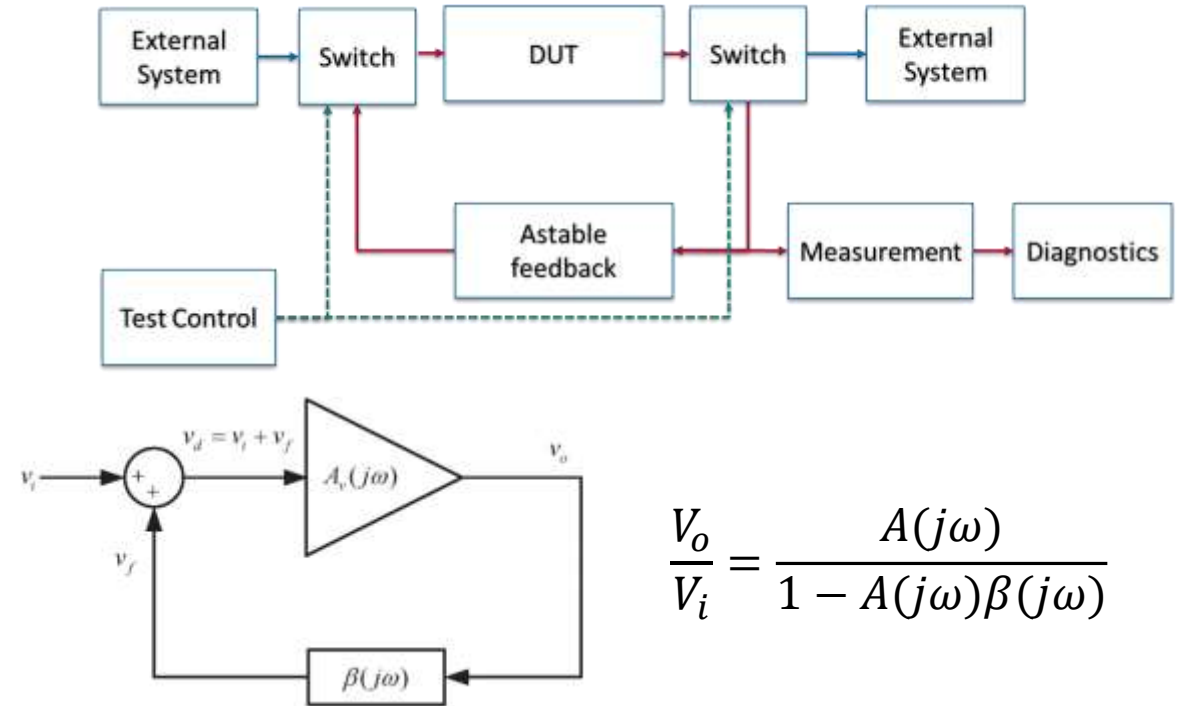 External
System
Switch
DUT
Switch
External
System
Astable
feedback
Measurement
Diagnostics
Test Control
v_d = v_i + v_f
v_i
+
+
A_v(jω)
v_o
v_f
β(jω)
V_o/V_i = A(jω)/(1 − A(jω)β(jω))